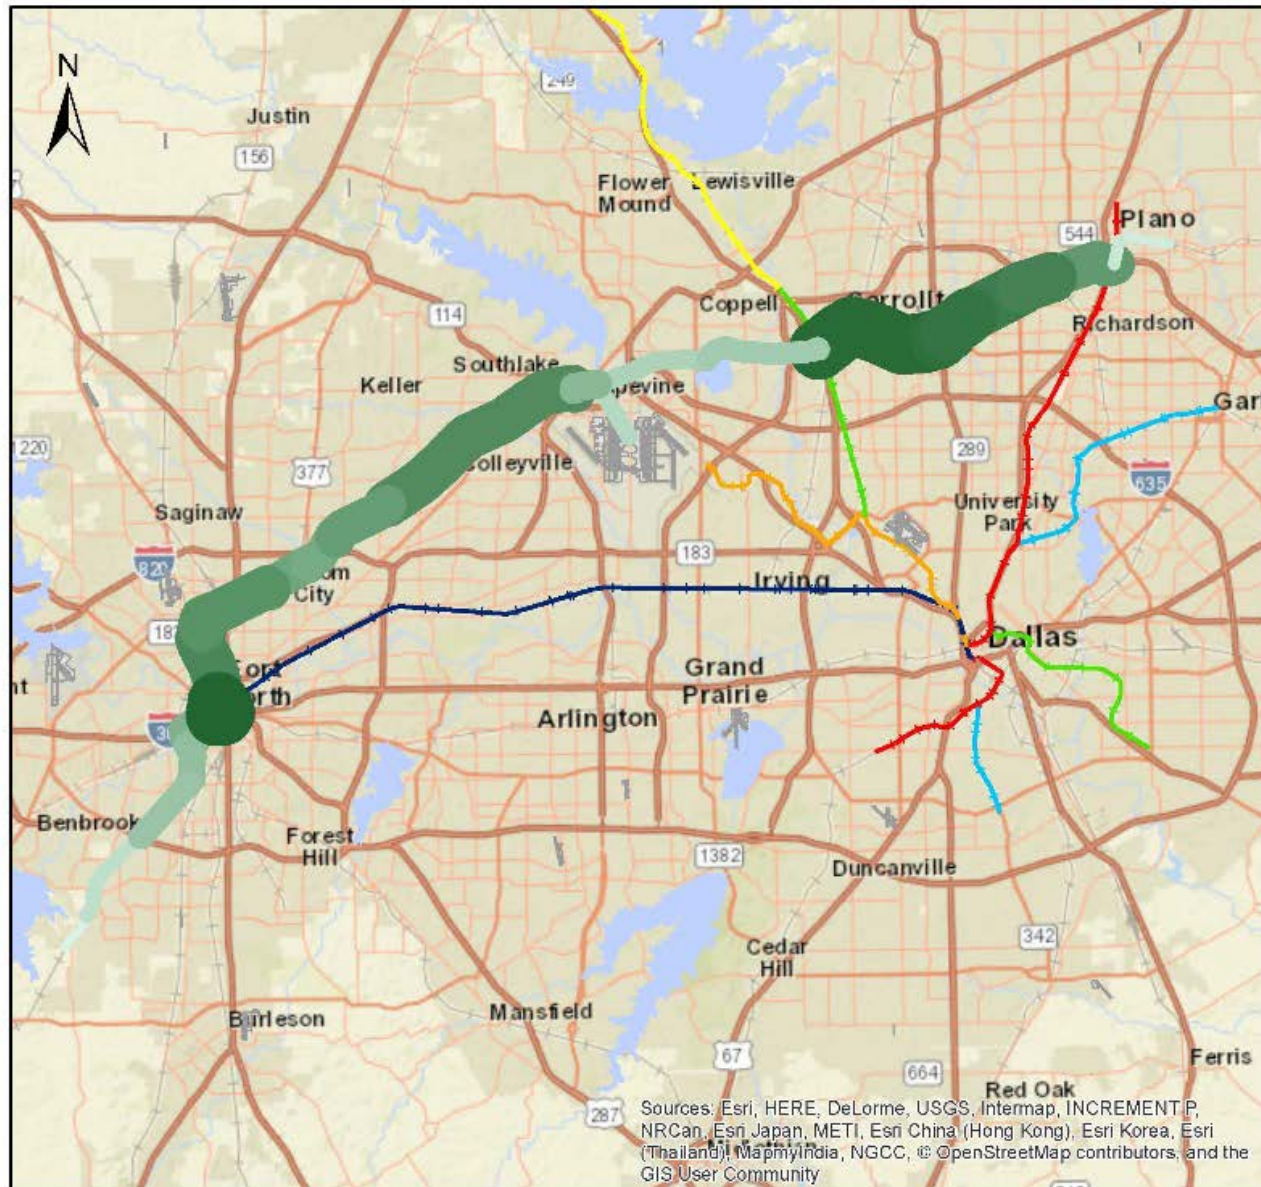 N
249
Justin
156
Flower
Mound
Lewisville
544
Plano
Coppell
114
Richardson
Southlake
Keller
Gar
220
377
289
635
Colleyville
University
Park
Saginaw
820
183
City
Irving
Dallas
Fort
Grand
Prairie
Arlington
Benbrook
Forest
Hill
1382
Duncanville
342
Cedar
Hill
Mansfield
Burleson
67
Ferris
664
Red Oak
287
Sources: Esri, HERE, DeLorme, USGS, Intermap, INCREMENT P,
NRCan, Esri Japan, METI, Esri China (Hong Kong), Esri Korea, Esri
(Thailand), MapmyIndia, NGCC, © OpenStreetMap contributors, and the
GIS User Community